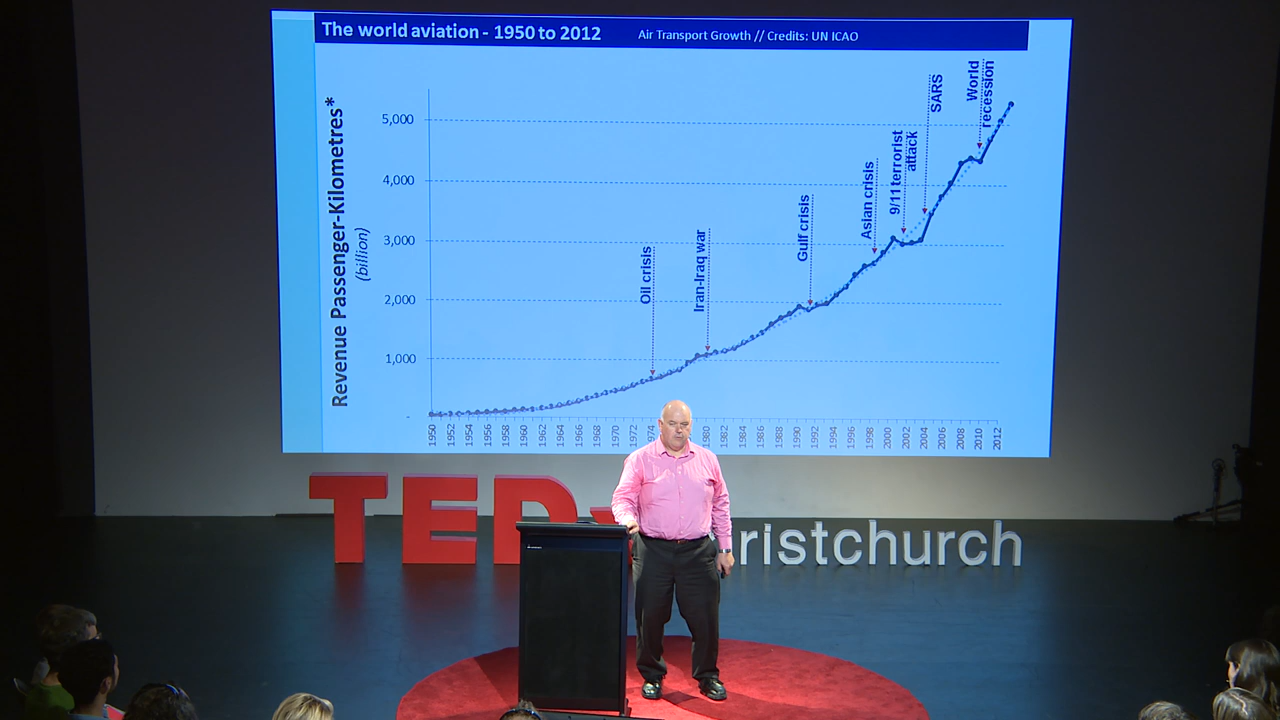 The world aviation - 1950 to 2012 Air Transport Growth // Credits: UN ICAO
Revenue Passenger-Kilometres*
(billion)
5,000
4,000
3,000
2,000
1,000
-
Oil crisis
Iran-Iraq war
Gulf crisis
Asian crisis
9/11 terrorist
attack
SARS
World
recession
1950 1952 1954 1956 1958 1960 1962 1964 1966 1968 1970 1972 1974 1980 1982 1984 1986 1988 1990 1992 1994 1996 1998 2000 2002 2004 2006 2008 2010 2012
TED ristchurch